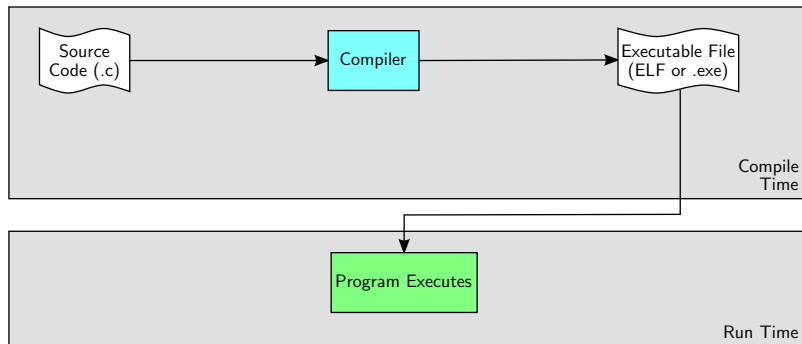 Source
Code (.c)
Compiler
Executable File
(ELF or .exe)
Compile
Time
Program Executes
Run Time